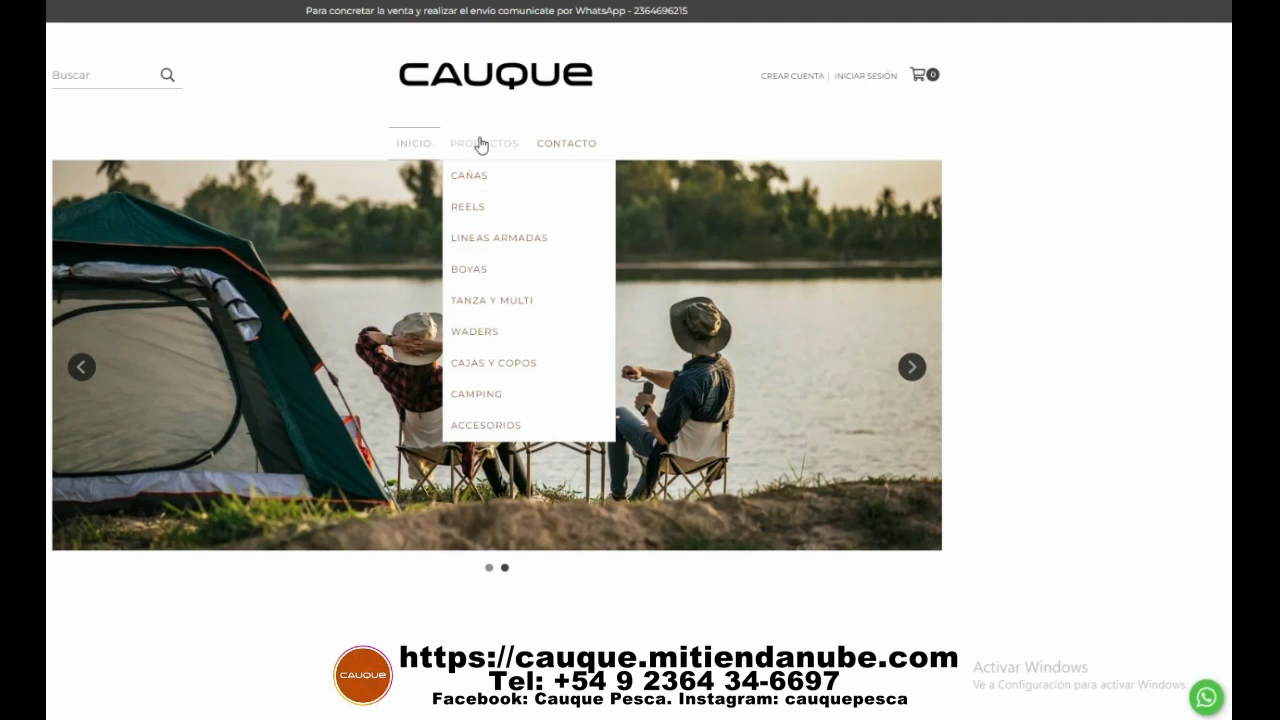 Para concretar la venta y realizar el envío comunicate por WhatsApp - 2364696215
Buscar
CAUQUE
CREAR CUENTA | INICIAR SESIÓN
0
INICIO PRODUCTOS CONTACTO
CAÑAS
REELS
LINEAS ARMADAS
BOYAS
TANZA Y MULTI
WADERS
CAJAS Y COPOS
CAMPING
ACCESORIOS
CAUQUE
https://cauque.mitiendanube.com
Tel: +54 9 2364 34-6697
Facebook: Cauque Pesca. Instagram: cauquepesca
Activar Windows
Ve a Configuración para activar Windows.